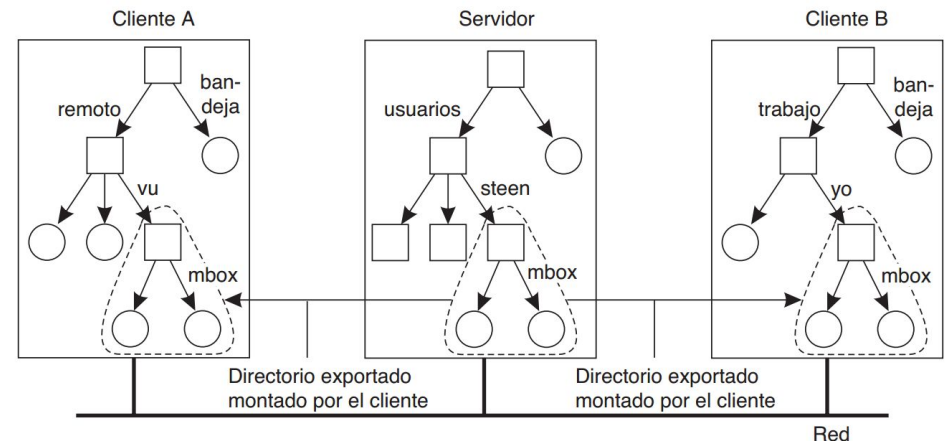 Cliente A
Servidor
Cliente B
ban-
deja
remoto
vu
mbox
usuarios
steen
mbox
ban-
deja
trabajo
yo
mbox
Directorio exportado
montado por el cliente
Directorio exportado
montado por el cliente
Red